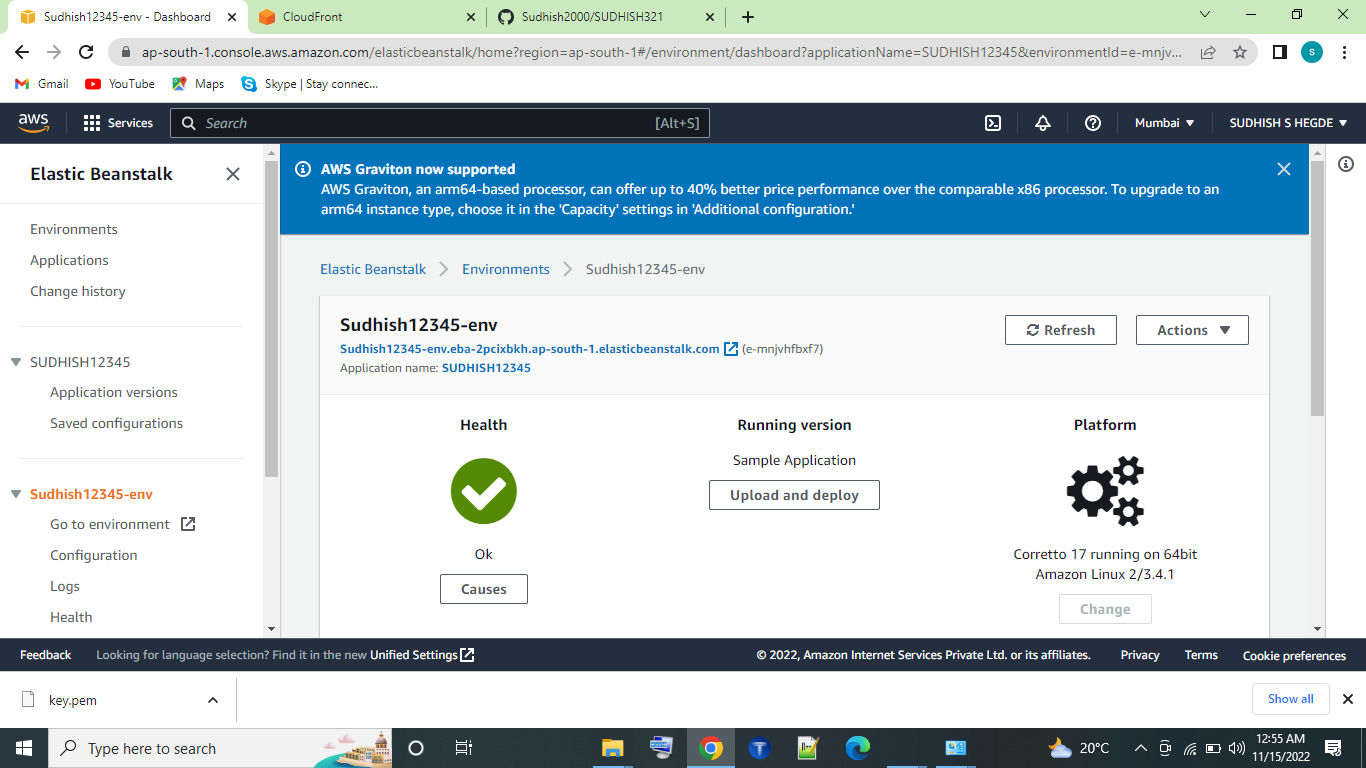 Sudhish12345-env - Dashboard
CloudFront
Sudhish2000/SUDHISH321
ap-south-1.console.aws.amazon.com/elasticbeanstalk/home?region=ap-south-1#/environment/dashboard?applicationName=SUDHISH12345&environmentId=e-mnjv...
S
Gmail
YouTube
Maps
Skype | Stay connec...
aws
Services
Search
[Alt+S]
Mumbai
SUDHISH S HEGDE
Elastic Beanstalk
Environments
Applications
Change history
SUDHISH12345
Application versions
Saved configurations
Sudhish12345-env
Go to environment
Configuration
Logs
Health
AWS Graviton now supported
AWS Graviton, an arm64-based processor, can offer up to 40% better price performance over the comparable x86 processor. To upgrade to an
arm64 instance type, choose it in the 'Capacity' settings in 'Additional configuration.'
Elastic Beanstalk
Environments
Sudhish12345-env
Sudhish12345-env
Sudhish12345-env.eba-2pcixbkh.ap-south-1.elasticbeanstalk.com (e-mnjvhfbxf7)
Application name: SUDHISH12345
Refresh
Actions
Health
Ok
Causes
Running version
Sample Application
Upload and deploy
Platform
Corretto 17 running on 64bit
Amazon Linux 2/3.4.1
Change
Feedback
Looking for language selection? Find it in the new Unified Settings
© 2022, Amazon Internet Services Private Ltd. or its affiliates.
Privacy
Terms
Cookie preferences
key.pem
Show all
Type here to search
20°C
12:55 AM
11/15/2022